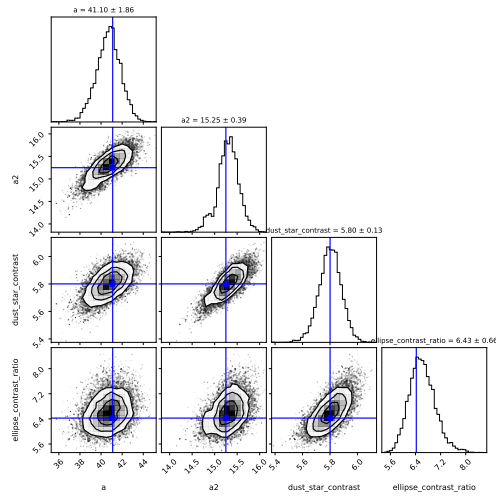 a = 41.10 ± 1.86
16.0
15.5
15.0
14.5
14.0
a2
a2 = 15.25 ± 0.39
6.0
5.8
5.6
5.4
dust_star_contrast
dust_star_contrast = 5.80 ± 0.13
8.0
7.2
6.4
5.6
ellipse_contrast_ratio
ellipse_contrast_ratio = 6.43 ± 0.66
36 38 40 42 44
14.0 14.5 15.0 15.5 16.0
5.4 5.6 5.8 6.0
5.6 6.4 7.2 8.0
a a2 dust_star_contrast ellipse_contrast_ratio